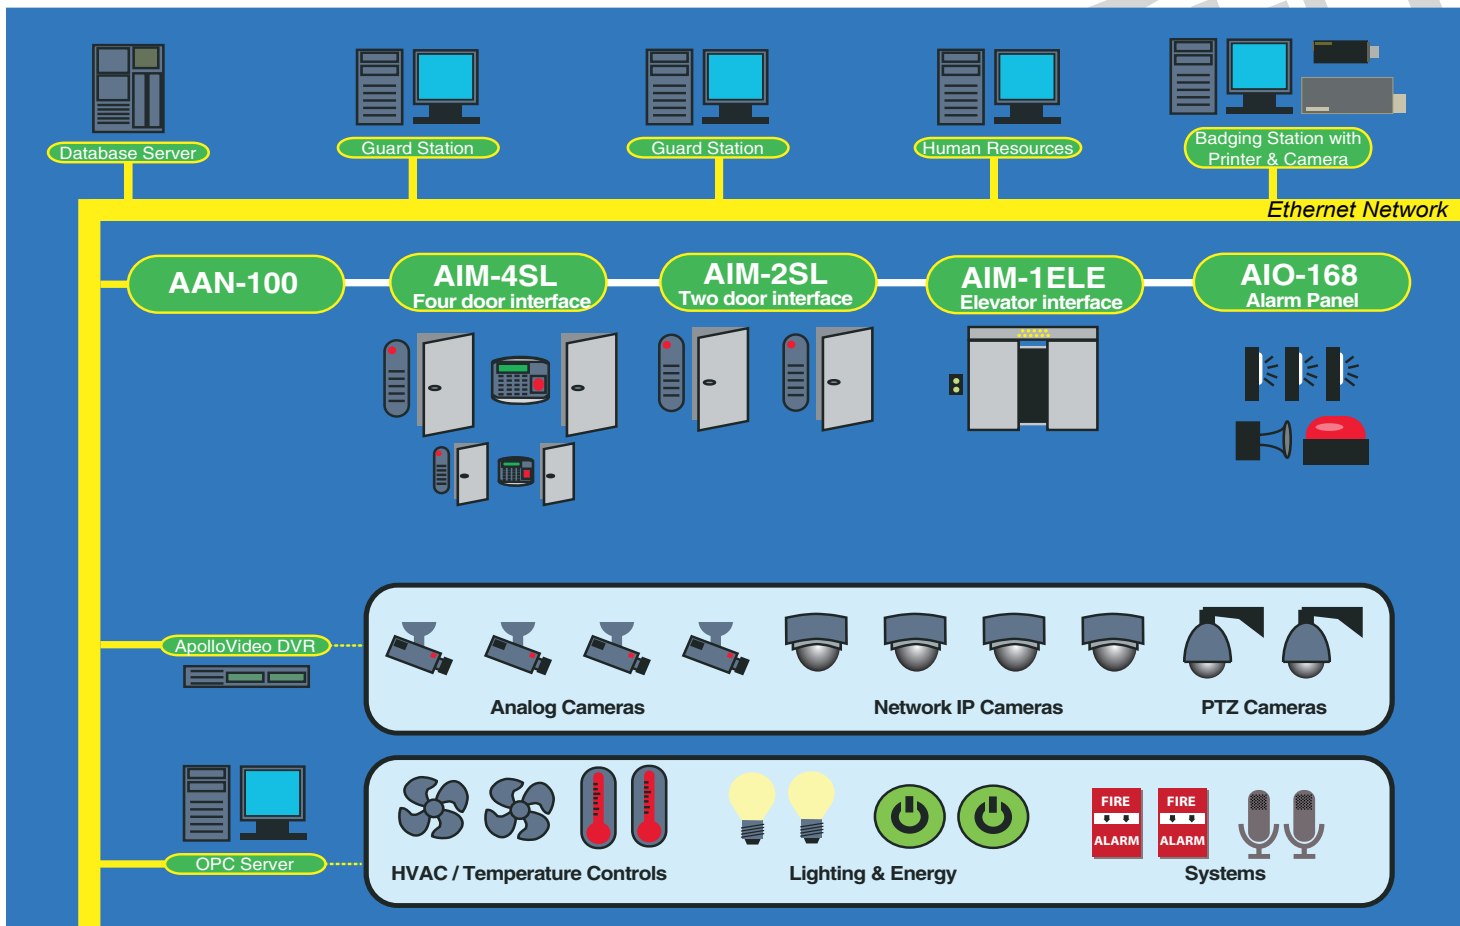 Database Server
Guard Station
Guard Station
Human Resources
Badging Station with
Printer & Camera
Ethernet Network
AAN-100
AIM-4SL
Four door interface
AIM-2SL
Two door interface
AIM-1ELE
Elevator interface
AIO-168
Alarm Panel
ApolloVideo DVR
Analog Cameras
Network IP Cameras
PTZ Cameras
OPC Server
HVAC / Temperature Controls
Lighting & Energy
FIRE
ALARM
FIRE
ALARM
Systems